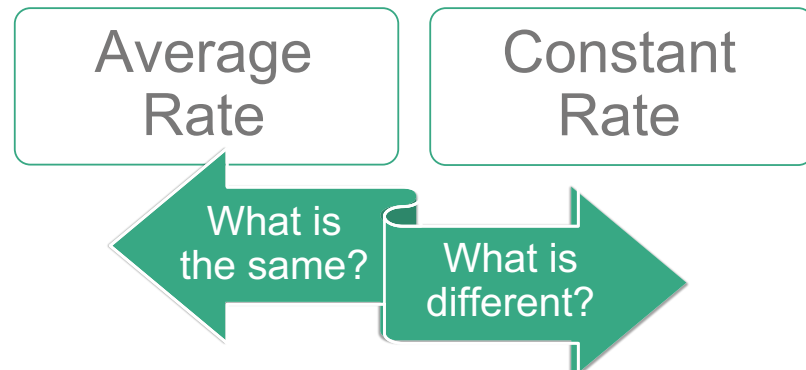 Average
Rate
Constant
Rate
What is
the same?
What is
different?